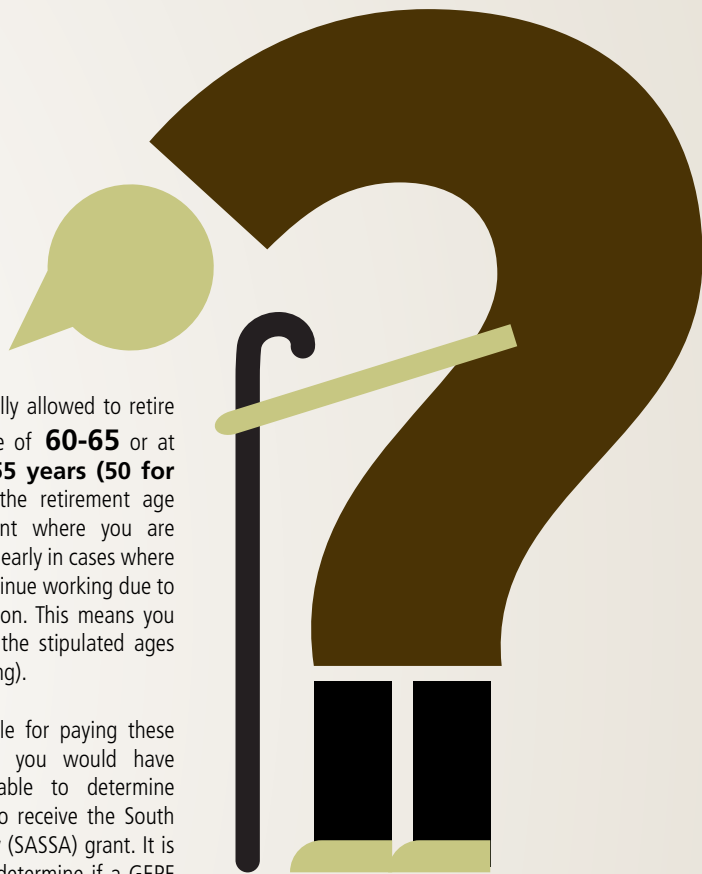 lly allowed to retire
e of 60-65 or at
55 years (50 for
the retirement age
nt where you are
early in cases where
inue working due to
on. This means you
the stipulated ages
ng).
le for paying these
you would have
able to determine
o receive the South
(SASSA) grant. It is
determine if a GEPF